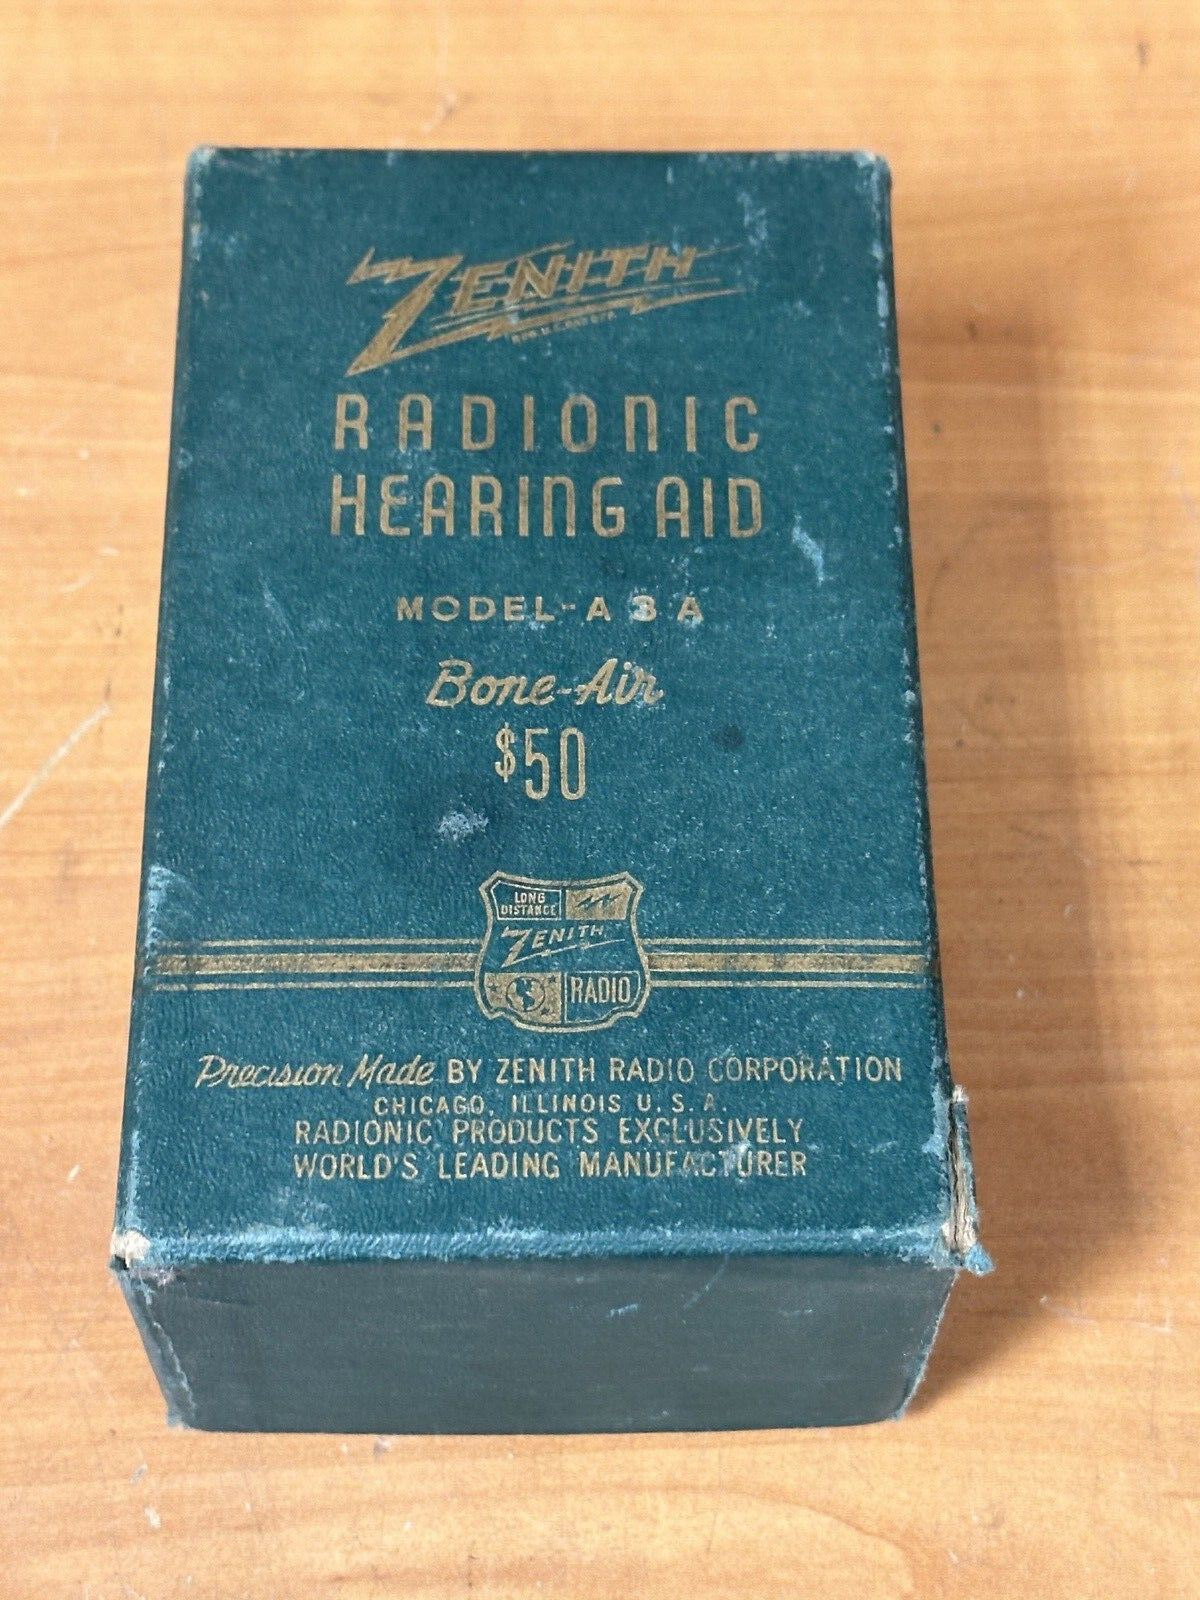 ZENITH
RADIONIC
HEARING AID
MODEL-A3A
Bone-Air
$50
LONG
DISTANCE
ZENITH
RADIO
Precision Made BY ZENITH RADIO CORPORATION
CHICAGO, ILLINOIS U. S. A.
RADIONIC PRODUCTS EXCLUSIVELY
WORLD'S LEADING MANUFACTURER